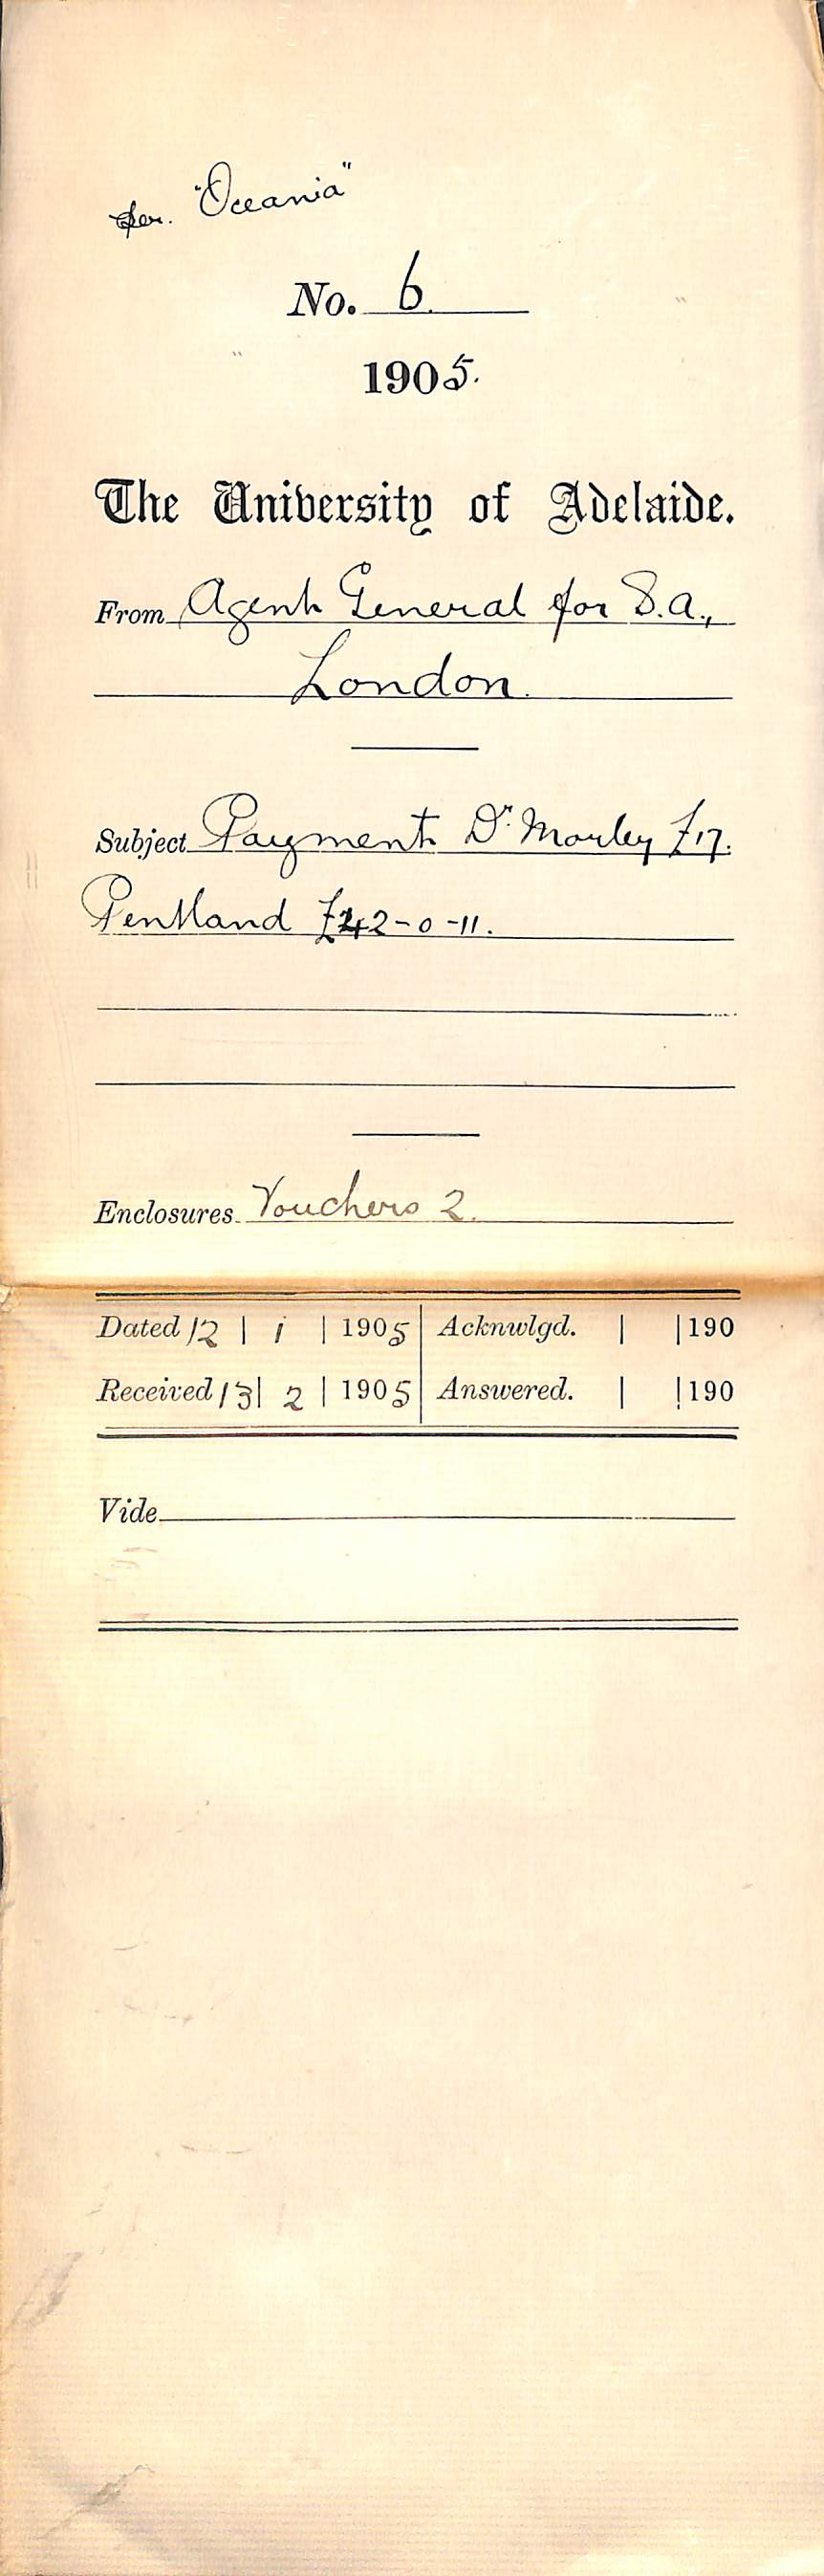 per. "Oceania"
No. 6.
1905.
The University of Adelaide.
From Agent General for S.A.,
London.
Subject Payment Dr. Morley £17.
Pentland £42-0-11.
Enclosures Vouchers 2.
Dated 12 | 1 | 1905 Acknwlgd. | | 190
Received 13 | 2 | 1905 Answered. | | 190
Vide